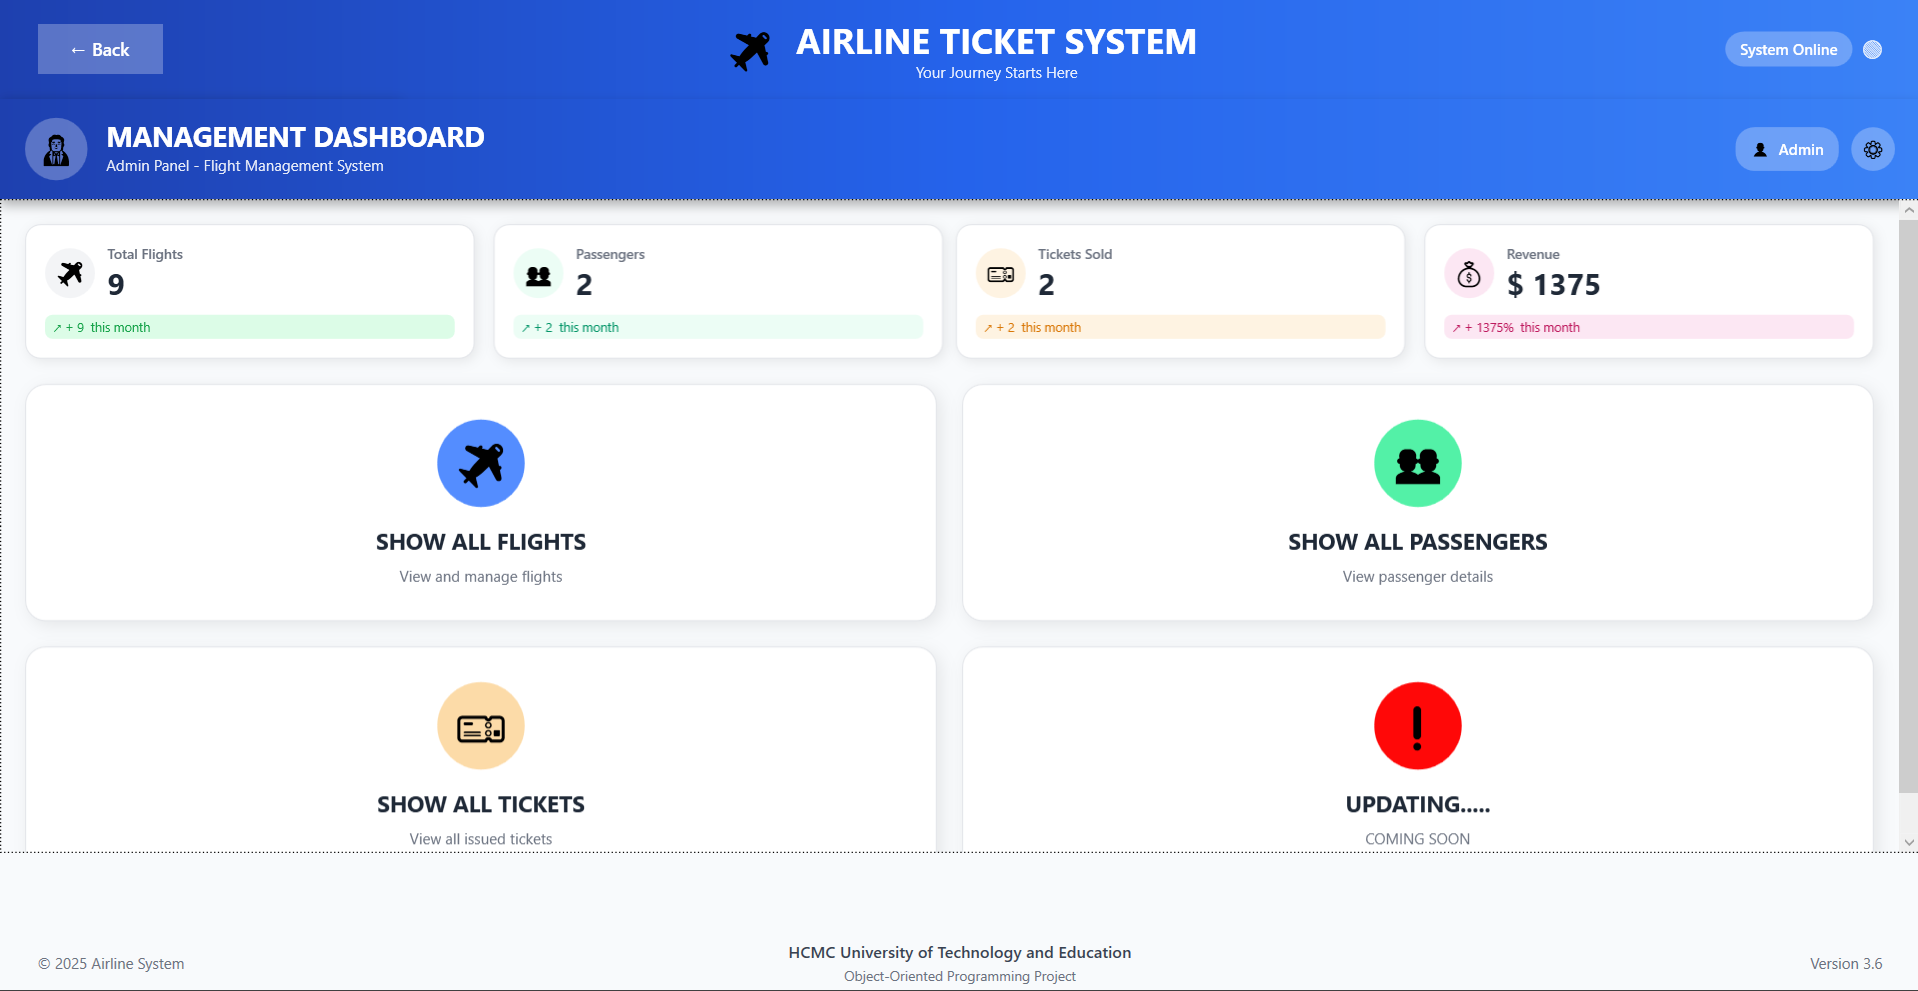 ← Back
AIRLINE TICKET SYSTEM
Your Journey Starts Here
System Online
MANAGEMENT DASHBOARD
Admin Panel - Flight Management System
Admin
Total Flights
9
↗ + 9 this month
Passengers
2
↗ + 2 this month
Tickets Sold
2
↗ + 2 this month
Revenue
$ 1375
↗ + 1375% this month
SHOW ALL FLIGHTS
View and manage flights
SHOW ALL PASSENGERS
View passenger details
SHOW ALL TICKETS
View all issued tickets
UPDATING.....
COMING SOON
© 2025 Airline System
HCMC University of Technology and Education
Object-Oriented Programming Project
Version 3.6